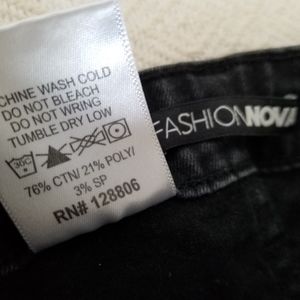 CHINE WASH COLD
DO NOT BLEACH
DO NOT WRING
TUMBLE DRY LOW
30C
76% CTN/ 21% POLY/
3% SP
RN# 128806
FASHIONNOVA